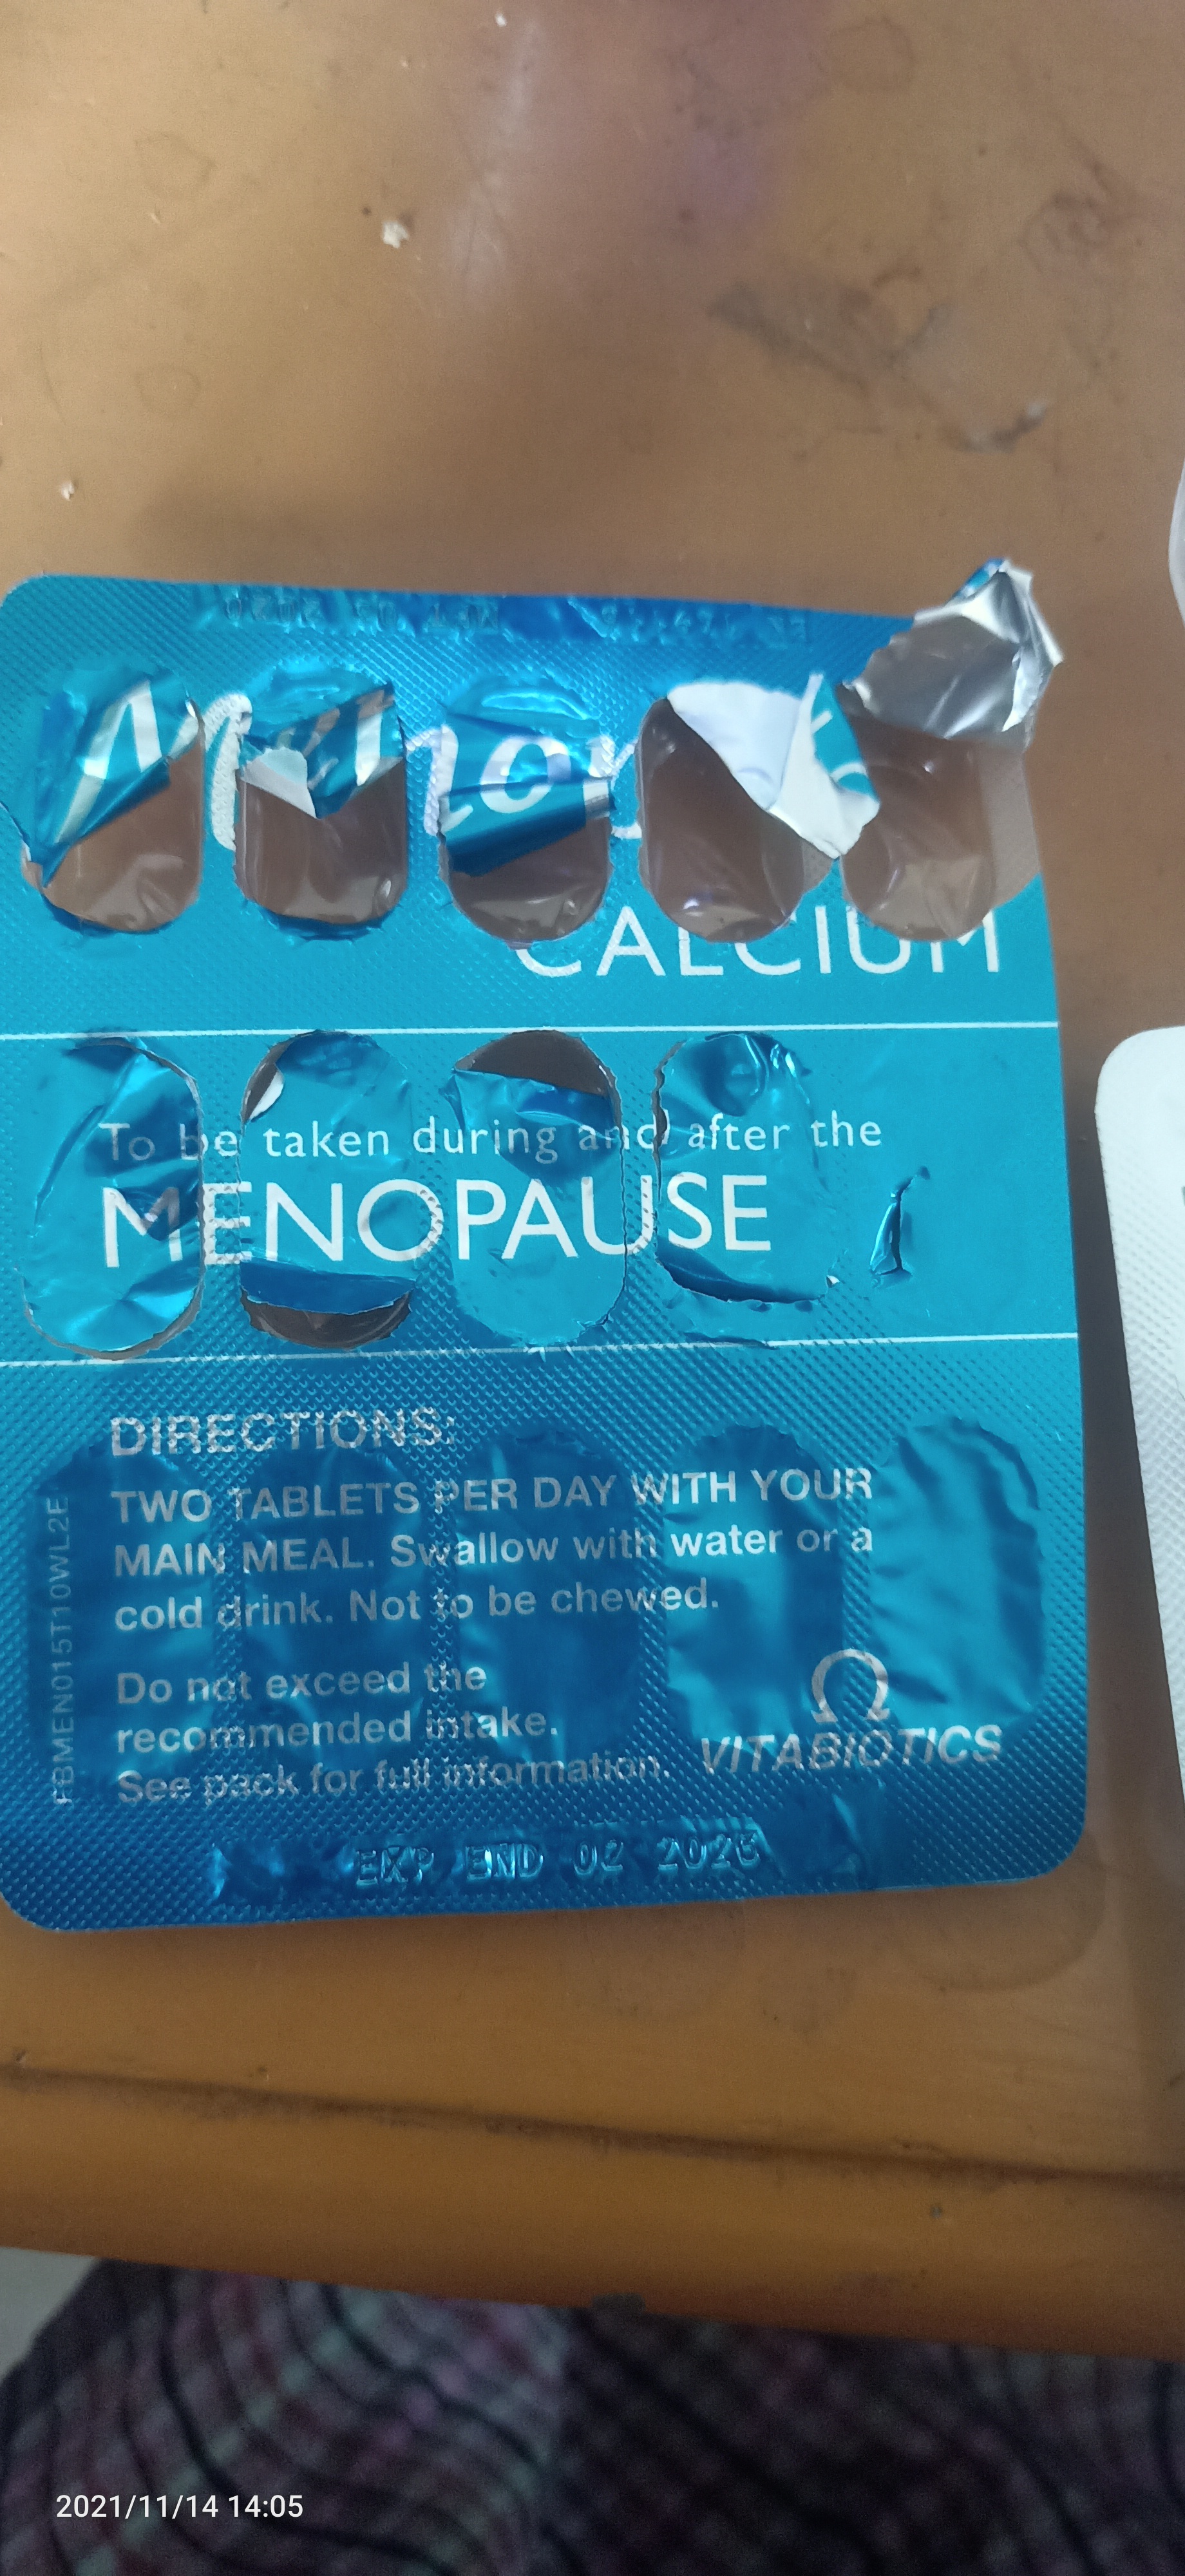 CALCIUM
To be taken during and after the
MENOPAUSE
DIRECTIONS:
TWO TABLETS PER DAY WITH YOUR
MAIN MEAL. Swallow with water or a
cold drink. Not to be chewed.
Do not exceed the
recommended intake.
See pack for full information.
VITABIOTICS
FBMEN015T10WL2E
EXP END 02
2021/11/14 14:05